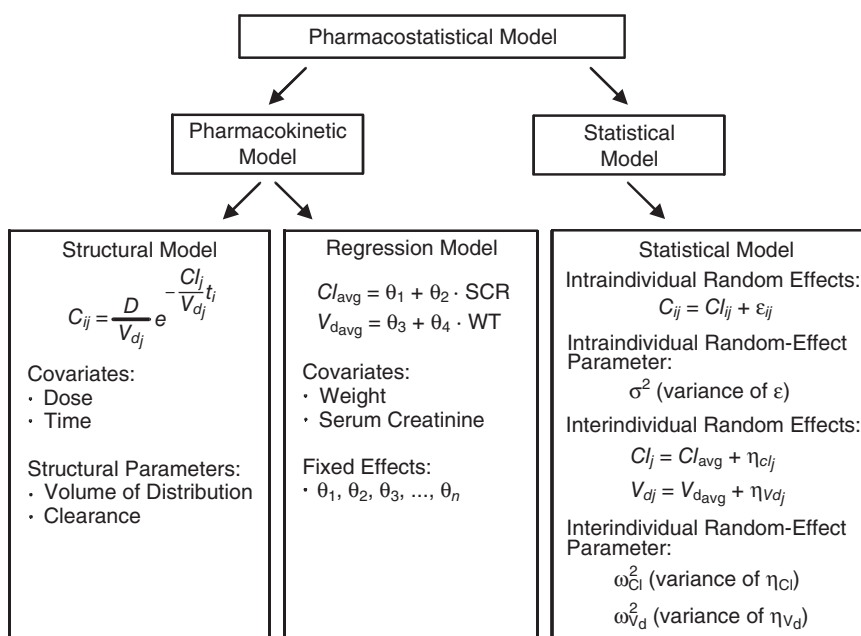 Pharmacostatistical Model
Pharmacokinetic
Model
Statistical
Model
Structural Model
C_ij = D/V_dj e^(−(Cl_j/V_dj) t_i)
Covariates:
· Dose
· Time
Structural Parameters:
· Volume of Distribution
· Clearance
Regression Model
Cl_avg = θ₁ + θ₂ · SCR
V_davg = θ₃ + θ₄ · WT
Covariates:
· Weight
· Serum Creatinine
Fixed Effects:
· θ₁, θ₂, θ₃, ..., θ_n
Statistical Model
Intraindividual Random Effects:
C_ij = Cl_ij + ε_ij
Intraindividual Random-Effect
Parameter:
σ² (variance of ε)
Interindividual Random Effects:
Cl_j = Cl_avg + η_clj
V_dj = V_davg + η_Vdj
Interindividual Random-Effect
Parameter:
ω²_Cl (variance of η_Cl)
ω²_Vd (variance of η_Vd)